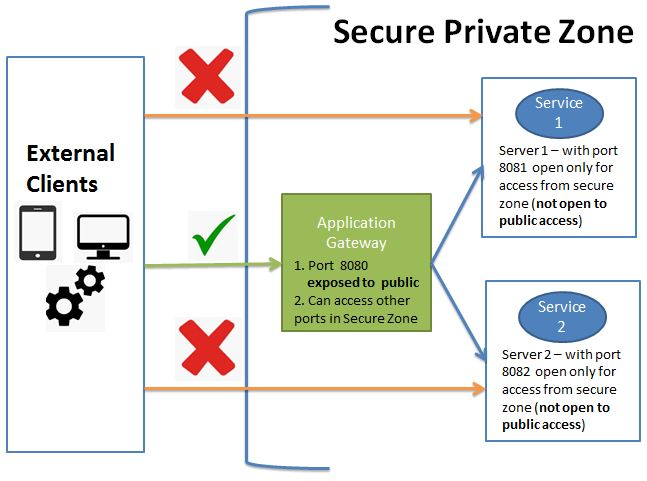 Secure Private Zone
External
Clients
Service
1
Server 1 – with port
8081 open only for
access from secure
zone (not open to
public access)
Application
Gateway
1. Port 8080
exposed to public
2. Can access other
ports in Secure Zone
Service
2
Server 2 – with port
8082 open only for
access from secure
zone (not open to
public access)